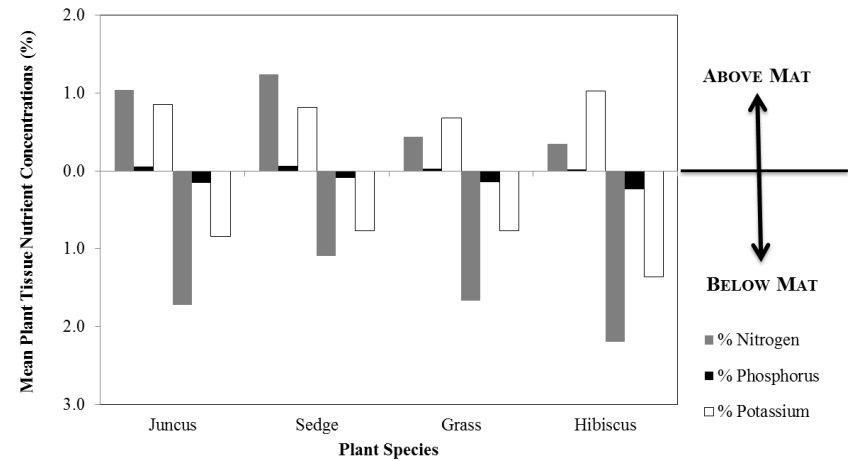 Mean Plant Tissue Nutrient Concentrations (%)
2.0
1.0
0.0
1.0
2.0
3.0
Juncus
Sedge
Grass
Hibiscus
Plant Species
ABOVE MAT
BELOW MAT
% Nitrogen
% Phosphorus
% Potassium